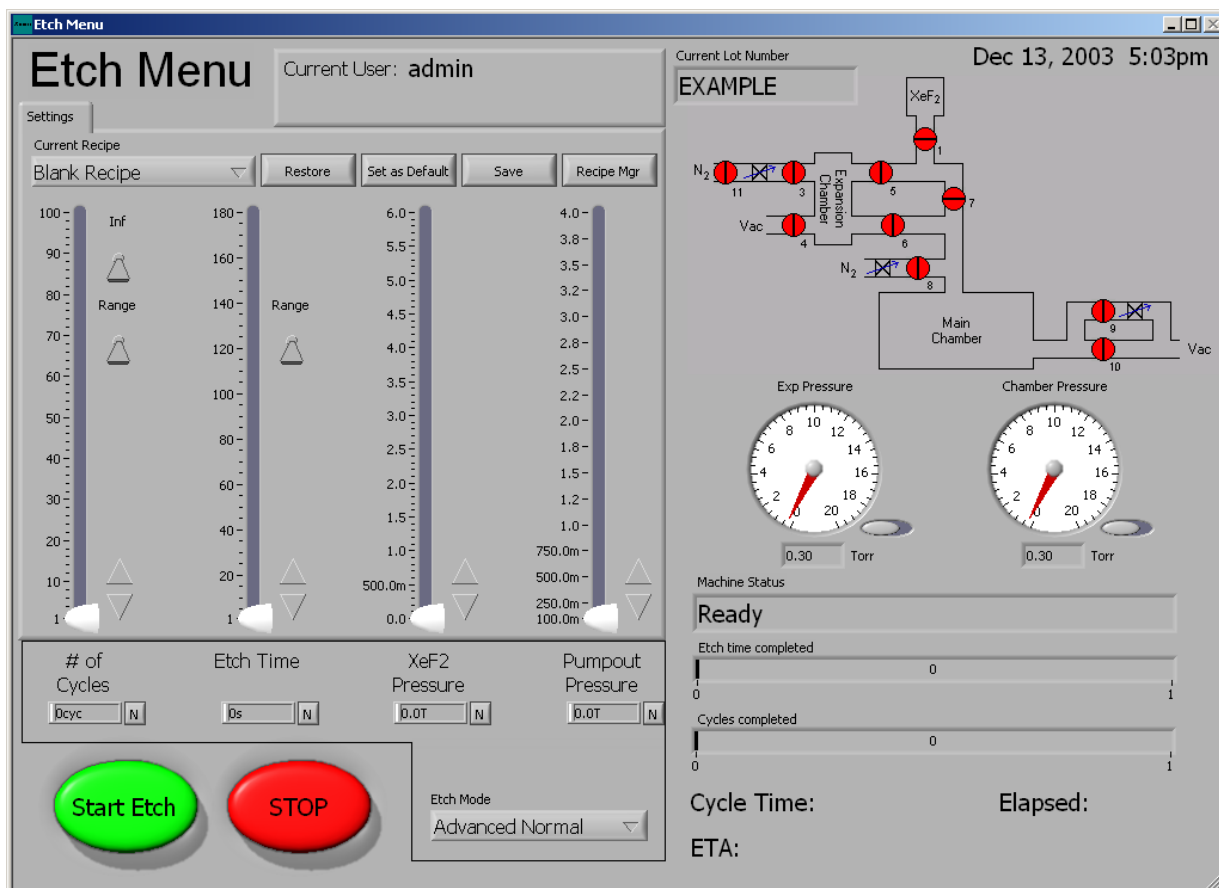 Etch Menu
Etch Menu
Current User: admin
Current Lot Number
EXAMPLE
Dec 13, 2003 5:03pm
Settings
Current Recipe
Blank Recipe
Restore
Set as Default
Save
Recipe Mgr
100
90
80
70
60
50
40
30
20
10
1
Inf
Range
180
160
140
120
100
80
60
40
20
1
Range
6.0
5.5
5.0
4.5
4.0
3.5
3.0
2.5
2.0
1.5
1.0
500.0m
0.0
4.0
3.8
3.5
3.2
3.0
2.8
2.5
2.2
2.0
1.8
1.5
1.2
1.0
750.0m
500.0m
250.0m
100.0m
# of
Cycles
0cyc
N
Etch Time
0s
N
XeF2
Pressure
0.0T
N
Pumpout
Pressure
0.0T
N
Start Etch
STOP
Etch Mode
Advanced Normal
XeF₂
1
N₂
11
3
Expansion
Chamber
5
7
Vac
4
6
N₂
8
Main
Chamber
9
10
Vac
Exp Pressure
0
2
4
6
8
10
12
14
16
18
20
0.30 Torr
Chamber Pressure
0
2
4
6
8
10
12
14
16
18
20
0.30 Torr
Machine Status
Ready
Etch time completed
0
0 1
Cycles completed
0
0 1
Cycle Time: Elapsed:
ETA: